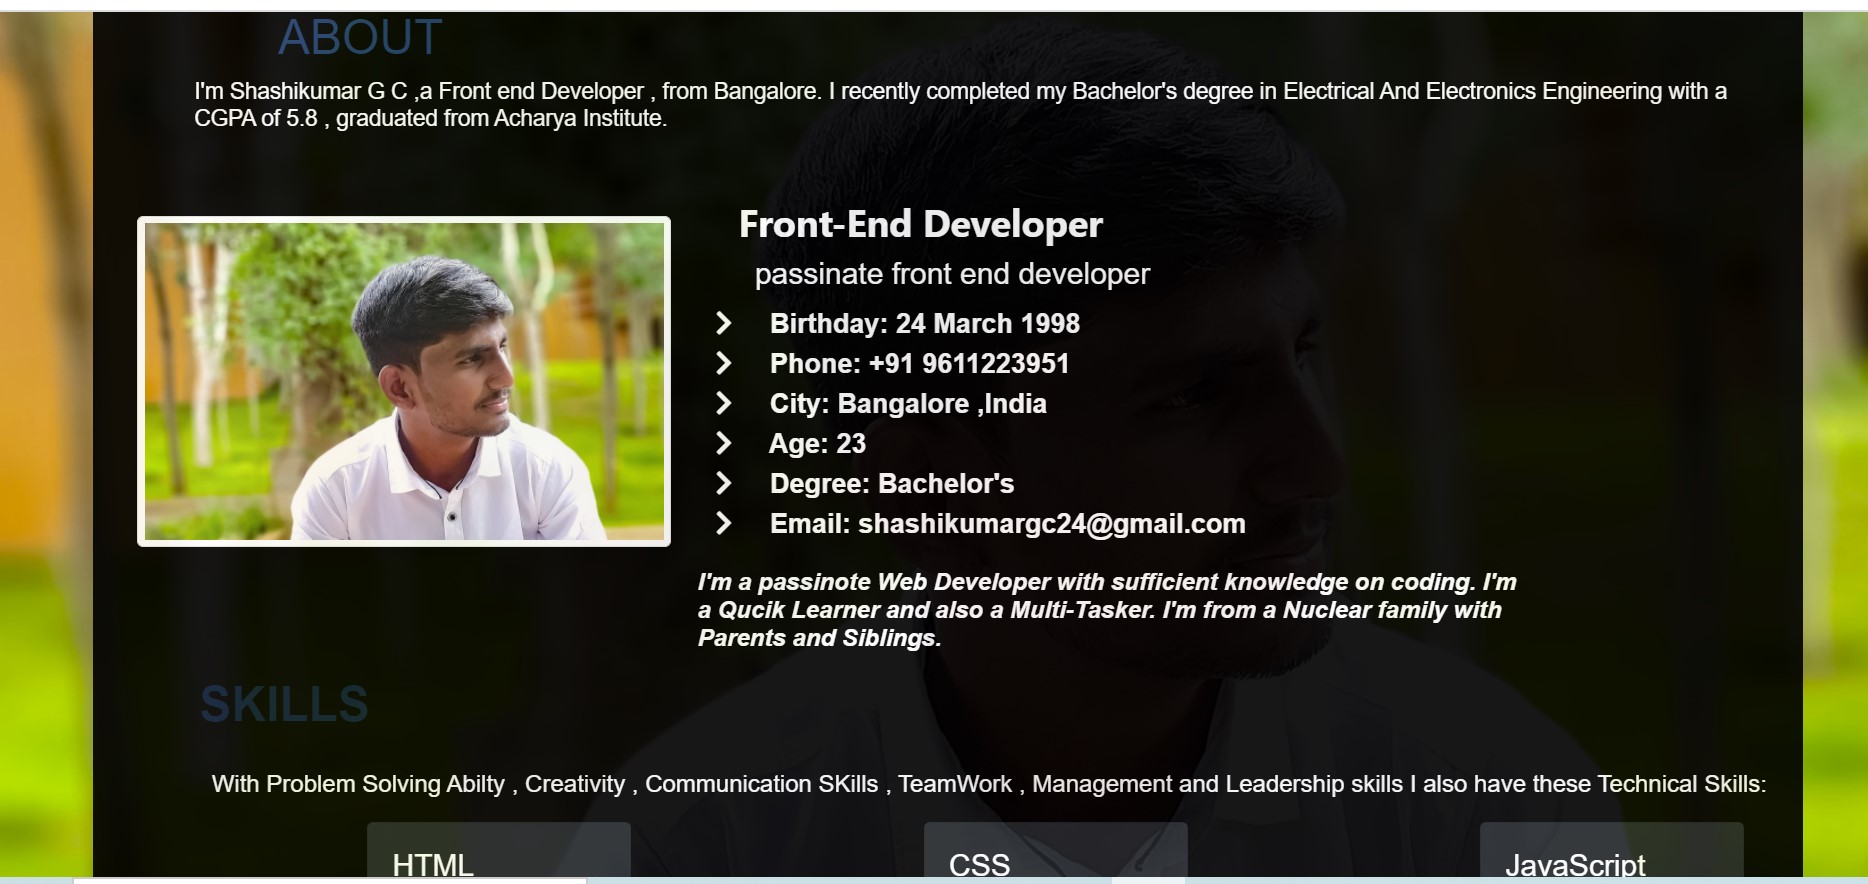 ABOUT
I'm Shashikumar G C ,a Front end Developer , from Bangalore. I recently completed my Bachelor's degree in Electrical And Electronics Engineering with a
CGPA of 5.8 , graduated from Acharya Institute.
Front-End Developer
passinate front end developer
Birthday: 24 March 1998
Phone: +91 9611223951
City: Bangalore ,India
Age: 23
Degree: Bachelor's
Email: shashikumargc24@gmail.com
I'm a passinote Web Developer with sufficient knowledge on coding. I'm
a Qucik Learner and also a Multi-Tasker. I'm from a Nuclear family with
Parents and Siblings.
SKILLS
With Problem Solving Abilty , Creativity , Communication SKills , TeamWork , Management and Leadership skills I also have these Technical Skills:
HTML
CSS
JavaScript